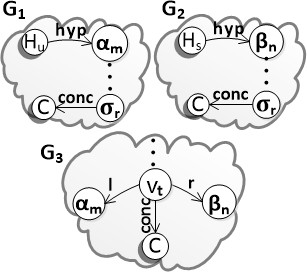 G1
G2
Hu
hyp
αm
Hs
hyp
βn
C
conc
σr
C
conc
σr
G3
l
Vt
r
αm
conc
βn
C